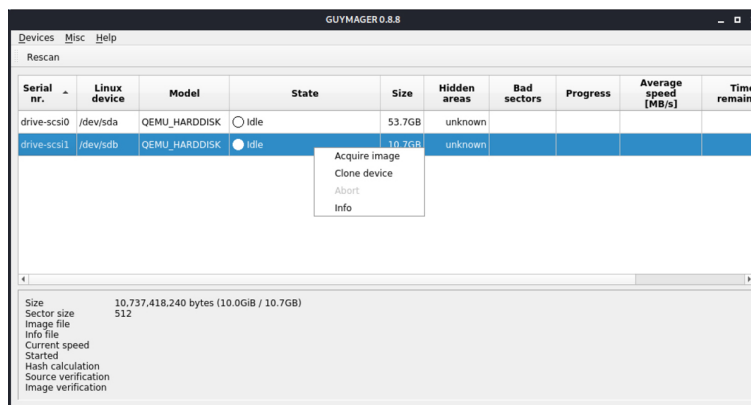 GUYMAGER 0.8.8
Devices Misc Help
Rescan
Serial nr. Linux device Model State Size Hidden areas Bad sectors Progress Average speed [MB/s] Time remain
drive-scsi0 /dev/sda QEMU_HARDDISK Idle 53.7GB unknown
drive-scsi1 /dev/sdb QEMU_HARDDISK Idle 10.7GB unknown
Acquire image
Clone device
Abort
Info
Size 10,737,418,240 bytes (10.0GiB / 10.7GB)
Sector size 512
Image file
Info file
Current speed
Started
Hash calculation
Source verification
Image verification